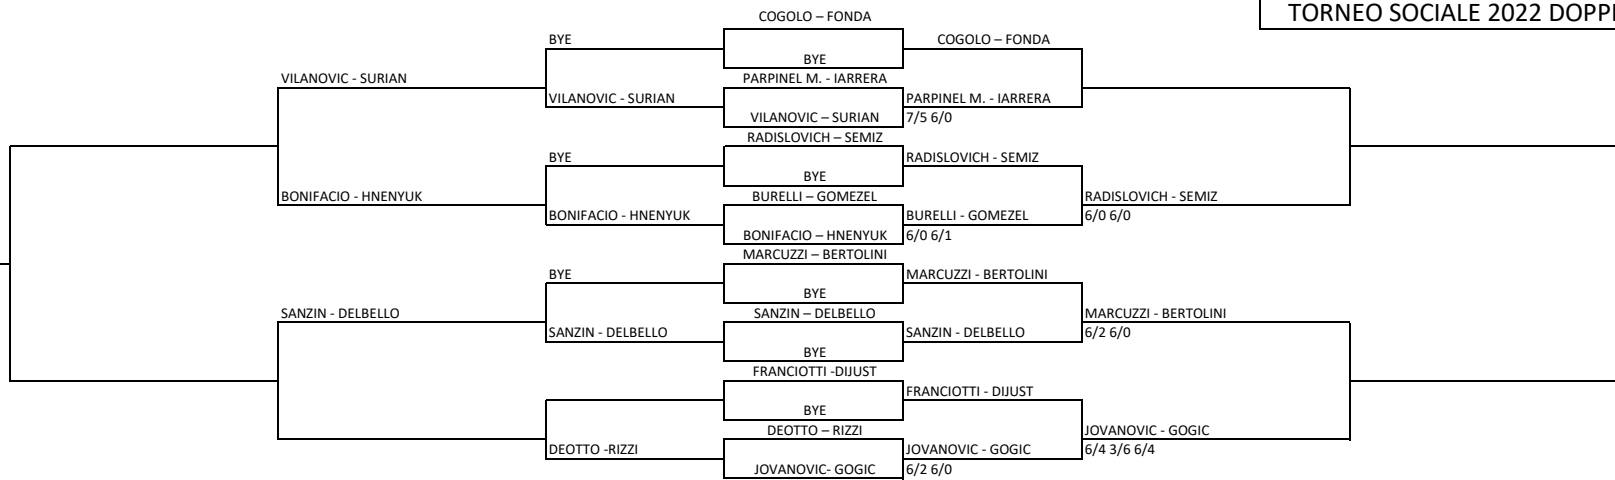 TORNEO SOCIALE 2022 DOPPI
COGOLO – FONDA
BYE
COGOLO – FONDA
BYE
VILANOVIC - SURIAN
PARPINEL M. - IARRERA
VILANOVIC - SURIAN
PARPINEL M. - IARRERA
VILANOVIC – SURIAN
7/5 6/0
RADISLOVICH – SEMIZ
BYE
RADISLOVICH - SEMIZ
BYE
BONIFACIO - HNENYUK
BURELLI – GOMEZEL
RADISLOVICH - SEMIZ
BONIFACIO - HNENYUK
BURELLI - GOMEZEL
6/0 6/0
BONIFACIO – HNENYUK
6/0 6/1
MARCUZZI – BERTOLINI
BYE
MARCUZZI - BERTOLINI
BYE
SANZIN - DELBELLO
SANZIN – DELBELLO
MARCUZZI - BERTOLINI
SANZIN - DELBELLO
SANZIN - DELBELLO
6/2 6/0
BYE
FRANCIOTTI -DIJUST
FRANCIOTTI - DIJUST
BYE
DEOTTO – RIZZI
JOVANOVIC - GOGIC
DEOTTO -RIZZI
JOVANOVIC - GOGIC
6/4 3/6 6/4
JOVANOVIC- GOGIC
6/2 6/0